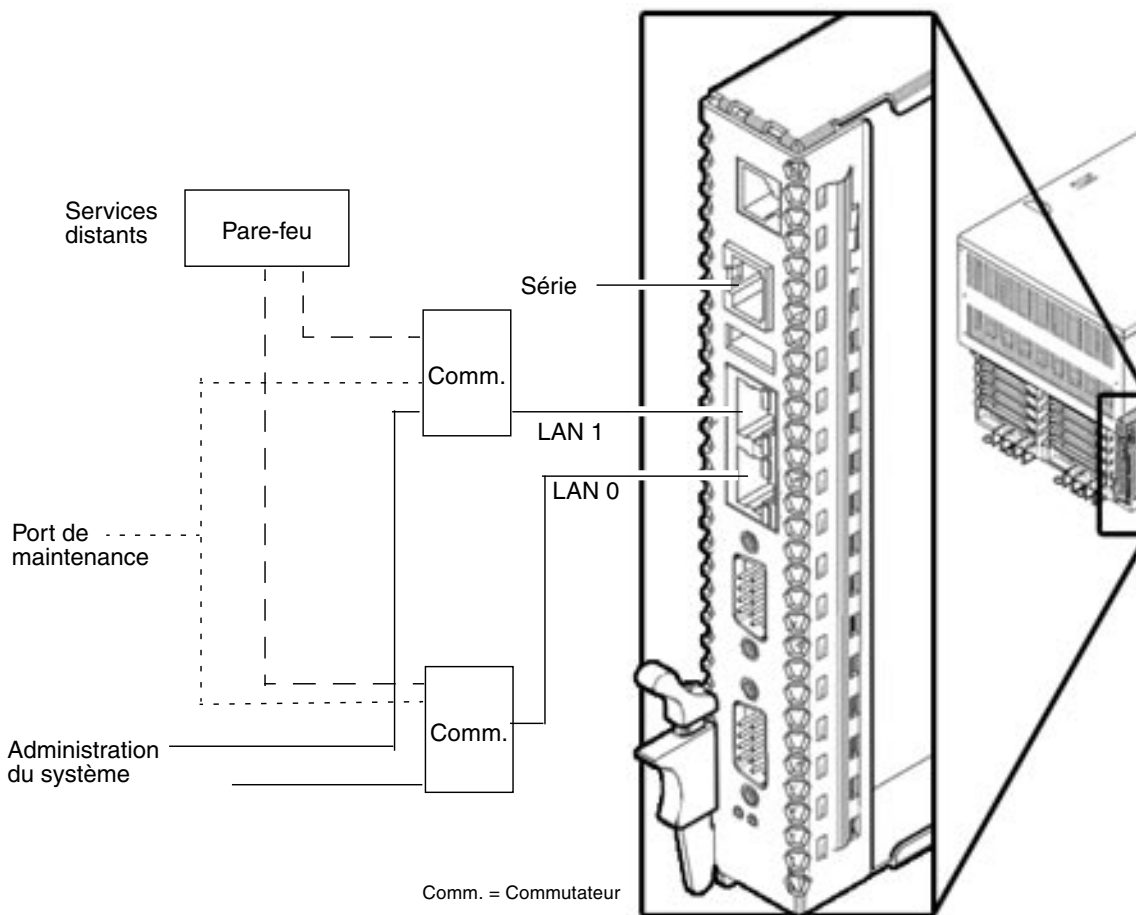 Services
distants
Pare-feu
Série
Comm.
LAN 1
LAN 0
Port de
maintenance
Comm.
Administration
du système
Comm. = Commutateur